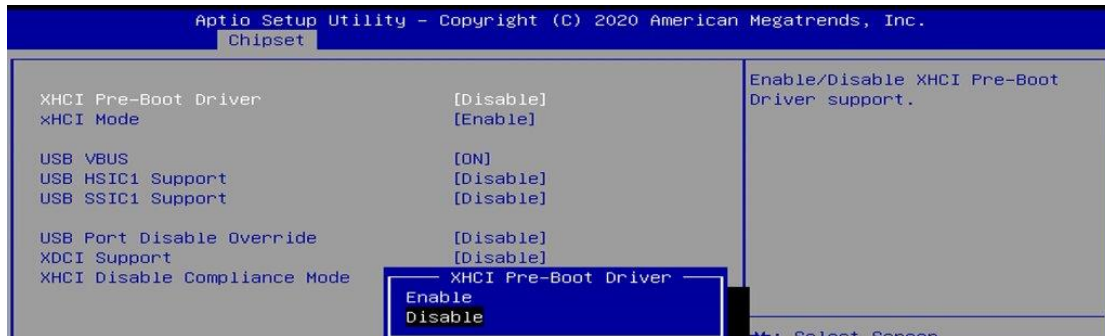 Aptio Setup Utility – Copyright (C) 2020 American Megatrends, Inc.
Chipset
XHCI Pre-Boot Driver [Disable]
xHCI Mode [Enable]
USB VBUS [ON]
USB HSIC1 Support [Disable]
USB SSIC1 Support [Disable]
USB Port Disable Override [Disable]
XDCI Support [Disable]
XHCI Disable Compliance Mode
XHCI Pre-Boot Driver
Enable
Disable
Enable/Disable XHCI Pre-Boot
Driver support.
Select Screen